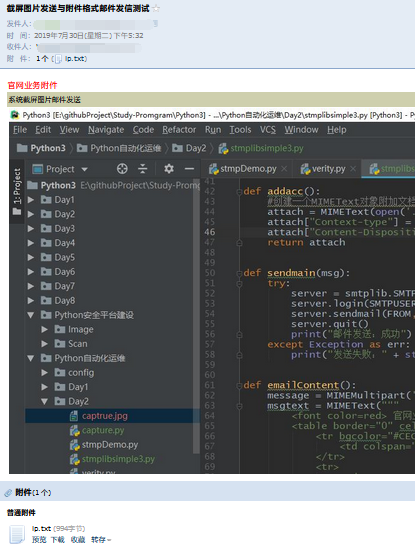 截屏图片发送与附件格式邮件发信测试
发件人：
时 间：2019年7月30日(星期二) 下午5:32
收件人：
附 件：1个 ( lp.txt)
官网业务附件
系统截屏图片邮件发送
Python3 [E:\githubProject\Study-Promgram\Python3] - ...\Python自动化运维\Day2\stmplibsimple3.py [Python3] - P
File Edit View Navigate Code Refactor Run Tools VCS Window Help
Python3 Python自动化运维 Day2 stmplibsimple3.py
1: Project
Project
stmpDemo.py verity.py stmplibs
Python3 E:\githubProject\Study-Promg
Day1
Day2
Day3
Day4
Day5
Day6
Day7
Day8
Python安全平台建设
Image
Scan
Python自动化运维
config
Day1
Day2
captrue.jpg
capture.py
stmpDemo.py
stmplibsimple3.py
verity.py
41
42 def addacc():
43 #创建一个MIMEText对象附加文档
44 attach = MIMEText(open('.
45 attach["Context-type"] =
46 attach["Content-Dispositi
47 return attach
48
49
50 def sendmain(msg):
51 try:
52 server = smtplib.SMTP
53 server.login(SMTPUSER
54 server.sendmail(FROM,
55 server.quit()
56 print("邮件发送：成功")
57 except Exception as err:
58 print("发送失败：" + st
59
60
61 def emailContent():
62 message = MIMEMultipart('
63 msgtext = MIMEText("""
64 <font color=red> 官网业
65 <table border="0" cel
66 <tr bgcolor="#CEC
67 <td colspan="
68 </tr>
69 <tr>
附件(1 个)
普通附件
lp.txt (994字节)
预览 下载 收藏 转存